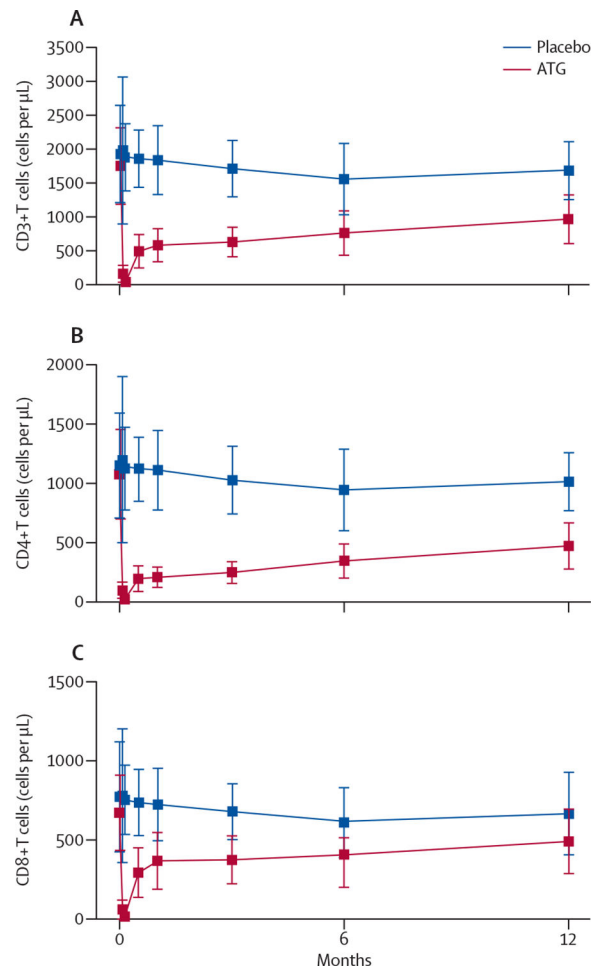 A
Placebo
ATG
CD3+T cells (cells per µL)
3500
3000
2500
2000
1500
1000
500
0
B
CD4+T cells (cells per µL)
2000
1500
1000
500
0
C
CD8+T cells (cells per µL)
1500
1000
500
0
0
6
12
Months